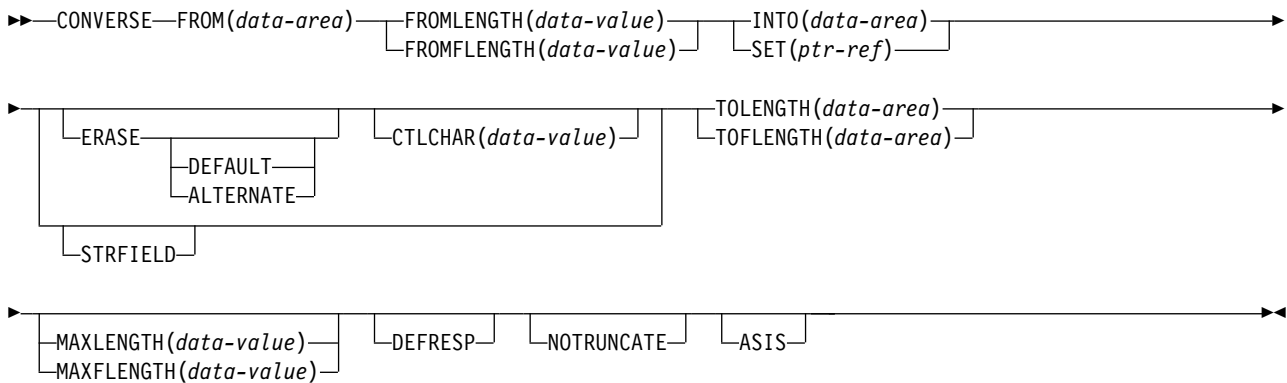 CONVERSE FROM(data-area) FROMLENGTH(data-value) INTO(data-area)
FROMFLENGTH(data-value) SET(ptr-ref)
ERASE CTLCHAR(data-value) TOLENGTH(data-area)
DEFAULT TOFLENGTH(data-area)
ALTERNATE
STRFIELD
MAXLENGTH(data-value) DEFRESP NOTRUNCATE ASIS
MAXFLENGTH(data-value)